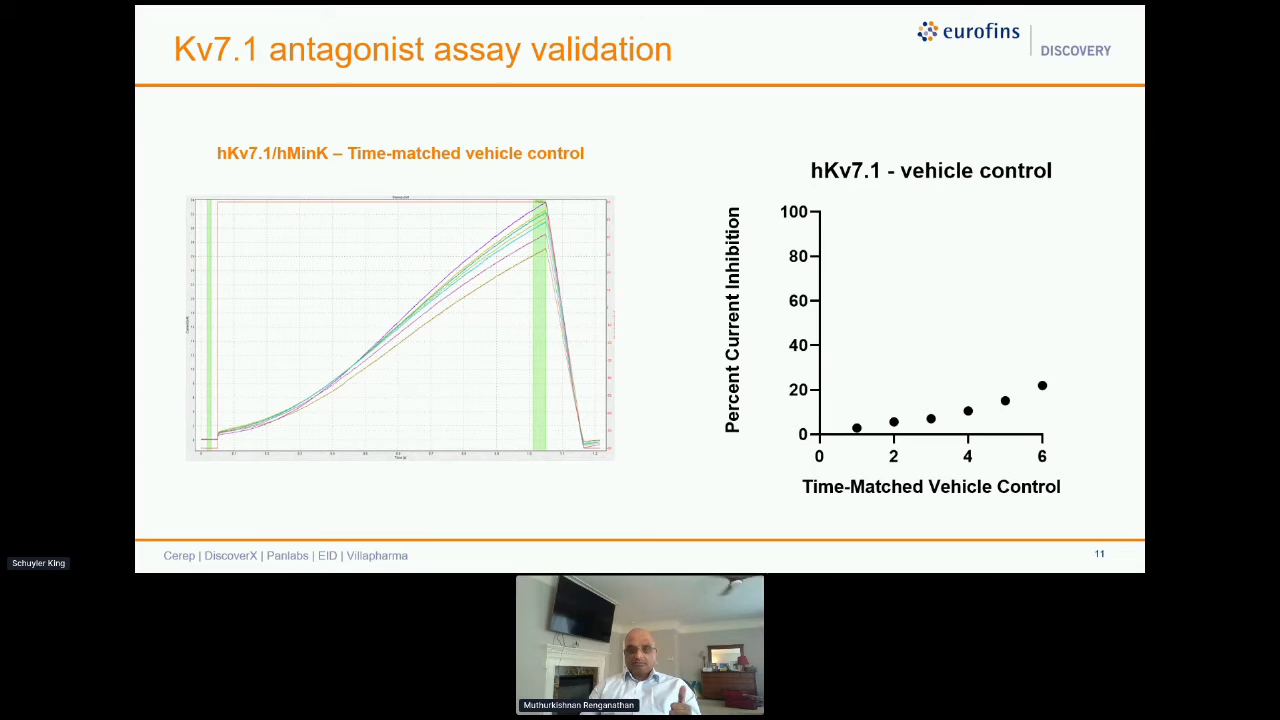 Kv7.1 antagonist assay validation
eurofins
DISCOVERY
hKv7.1/hMinK – Time-matched vehicle control
hKv7.1 - vehicle control
Percent Current Inhibition
100
80
60
40
20
0
0 2 4 6
Time-Matched Vehicle Control
Cerep | DiscoverX | Panlabs | EID | Villapharma
11
Schuyler King
Muthurkishnan Renganathan